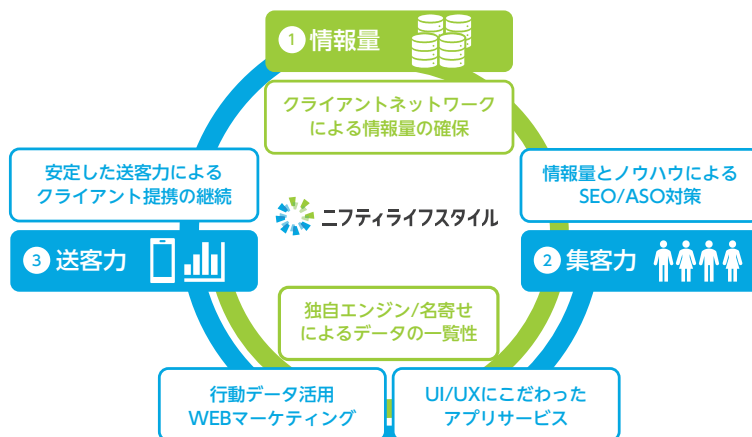 1 情報量
クライアントネットワーク
による情報量の確保
安定した送客力による
クライアント提携の継続
情報量とノウハウによる
SEO/ASO対策
ニフティライフスタイル
3 送客力
2 集客力
独自エンジン/名寄せ
によるデータの一覧性
行動データ活用
WEBマーケティング
UI/UXにこだわった
アプリサービス